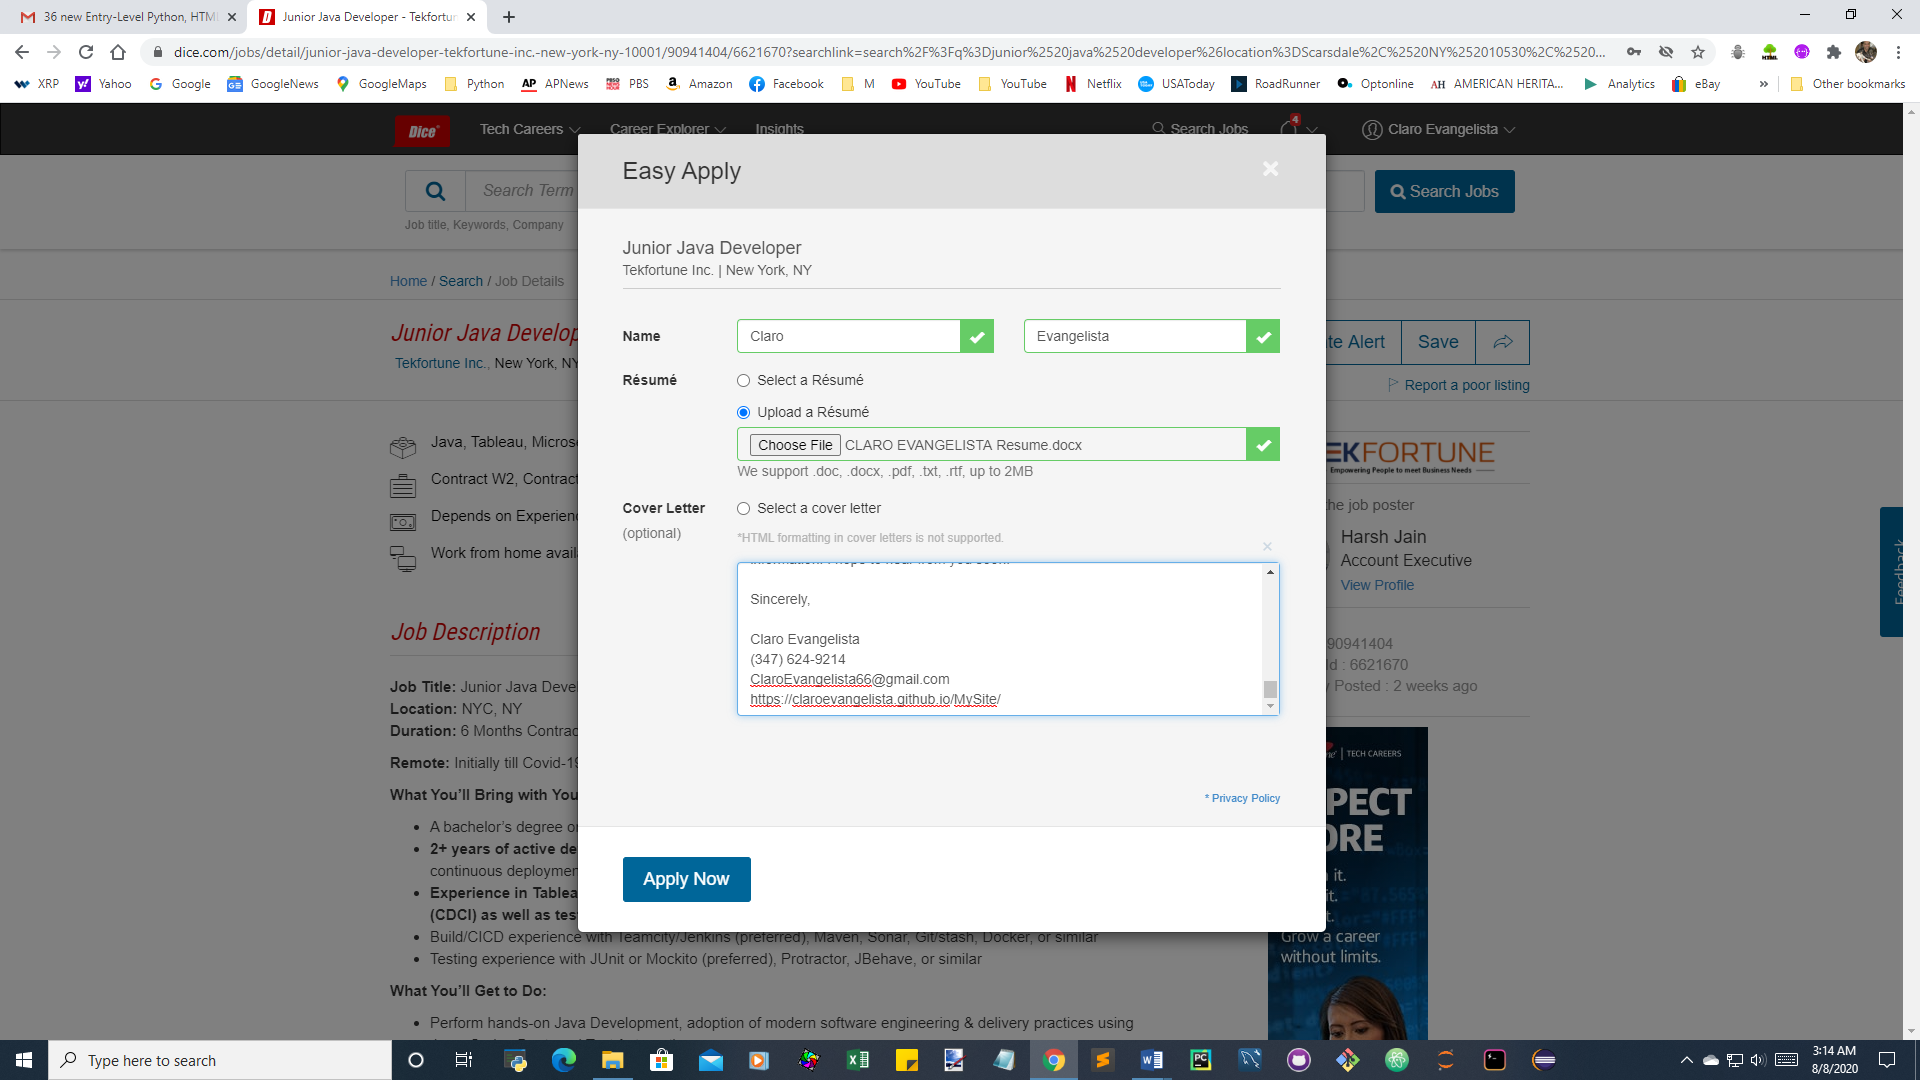 36 new Entry-Level Python, HTM
Junior Java Developer - Tekfortun
dice.com/jobs/detail/junior-java-developer-tekfortune-inc.-new-york-ny-10001/90941404/6621670?searchlink=search%2F%3Fq%3Djunior%2520java%2520developer%26location%3DScarsdale%2C%2520NY%252010530%2C%2520...
XRP Yahoo Google GoogleNews GoogleMaps Python APNews PBS Amazon Facebook M YouTube YouTube Netflix USAToday RoadRunner Optonline AMERICAN HERITA... Analytics eBay » Other bookmarks
Dice Tech Careers Career Explorer Insights Search Jobs 4 Claro Evangelista
Search Term
Search Jobs
Job title, Keywords, Company
Home / Search / Job Details
Junior Java Develop
Tekfortune Inc., New York, NY
te Alert Save
Report a poor listing
Java, Tableau, Micros
Contract W2, Contract
Depends on Experien
Work from home avail
Job Description
Job Title: Junior Java Deve
Location: NYC, NY
Duration: 6 Months Contrac
Remote: Initially till Covid-19
What You'll Bring with You
A bachelor's degree o
2+ years of active de
continuous deploymen
Experience in Tablea
(CDCI) as well as tes
Build/CICD experience with Teamcity/Jenkins (preferred), Maven, Sonar, Git/stash, Docker, or similar
Testing experience with JUnit or Mockito (preferred), Protractor, JBehave, or similar
What You'll Get to Do:
Perform hands-on Java Development, adoption of modern software engineering & delivery practices using
Easy Apply
Junior Java Developer
Tekfortune Inc. | New York, NY
Name Claro Evangelista
Résumé Select a Résumé
Upload a Résumé
Choose File CLARO EVANGELISTA Resume.docx
We support .doc, .docx, .pdf, .txt, .rtf, up to 2MB
Cover Letter Select a cover letter
(optional)
*HTML formatting in cover letters is not supported.
Sincerely,
Claro Evangelista
(347) 624-9214
ClaroEvangelista66@gmail.com
https://claroevangelista.github.io/MySite/
* Privacy Policy
Apply Now
EKFORTUNE
Empowering People to meet Business Needs
he job poster
Harsh Jain
Account Executive
View Profile
90941404
Id : 6621670
Posted : 2 weeks ago
Feedback
TECH CAREERS
PECT
ORE
it.
it.
t.
Grow a career
without limits.
Type here to search
3:14 AM
8/8/2020